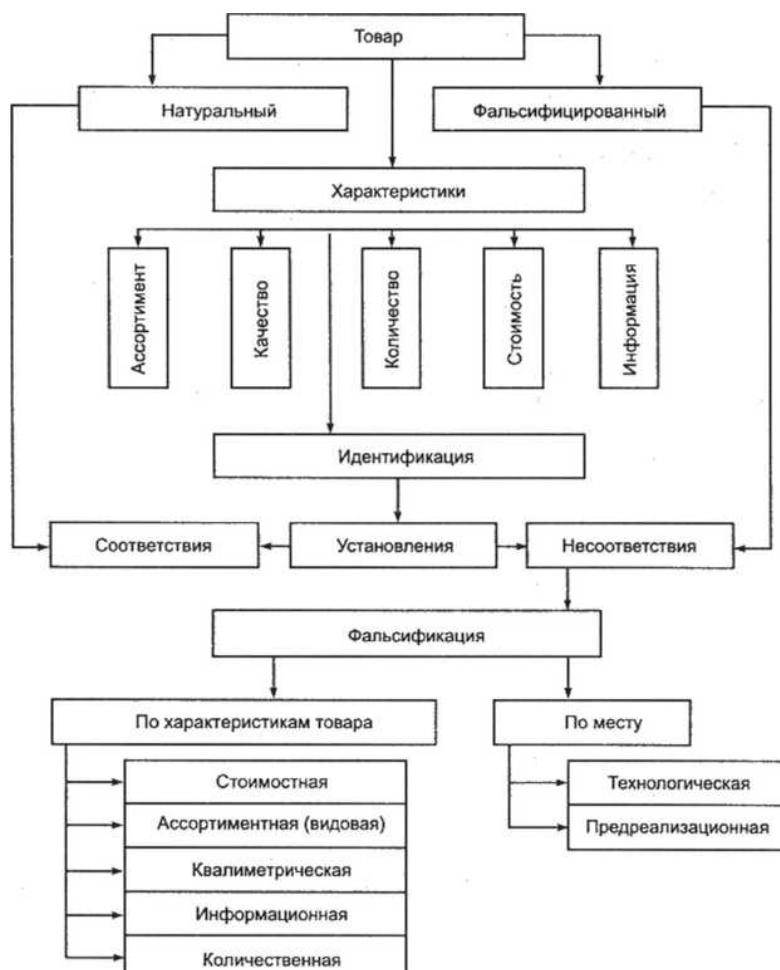 Товар
Натуральный
Фальсифицированный
Характеристики
Ассортимент
Качество
Количество
Стоимость
Информация
Идентификация
Соответствия
Установления
Несоответствия
Фальсификация
По характеристикам товара
По месту
Стоимостная
Ассортиментная (видовая)
Квалиметрическая
Информационная
Количественная
Технологическая
Предреализационная